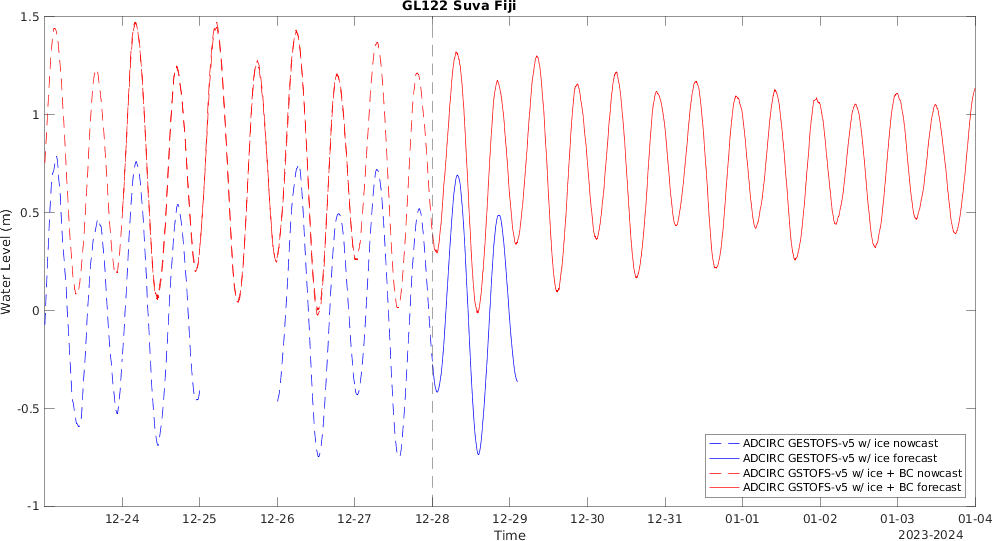 GL122 Suva Fiji
Water Level (m)
1.5
1
0.5
0
-0.5
-1
12-24
12-25
12-26
12-27
12-28
12-29
12-30
12-31
01-01
01-02
01-03
01-04
Time
2023-2024
ADCIRC GESTOFS-v5 w/ ice nowcast
ADCIRC GESTOFS-v5 w/ ice forecast
ADCIRC GSTOFS-v5 w/ ice + BC nowcast
ADCIRC GSTOFS-v5 w/ ice + BC forecast